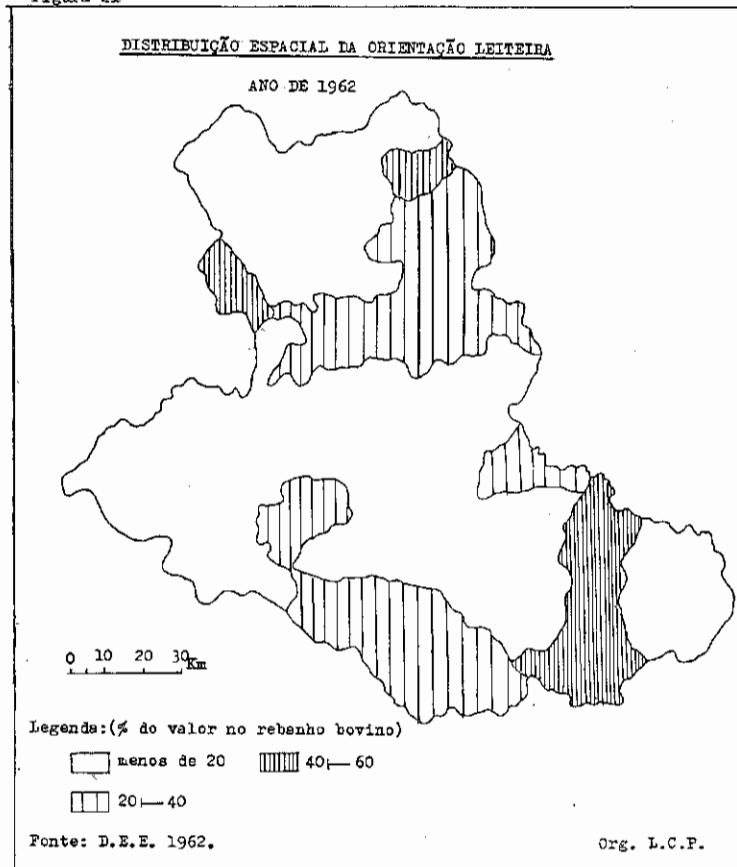 DISTRIBUIÇÃO ESPACIAL DA ORIENTAÇÃO LEITEIRA
ANO DE 1962
0 10 20 30 Km
Legenda:(% do valor no rebanho bovino)
menos de 20 40⊢60
20⊢40
Fonte: D.E.E. 1962. Org. L.C.P.